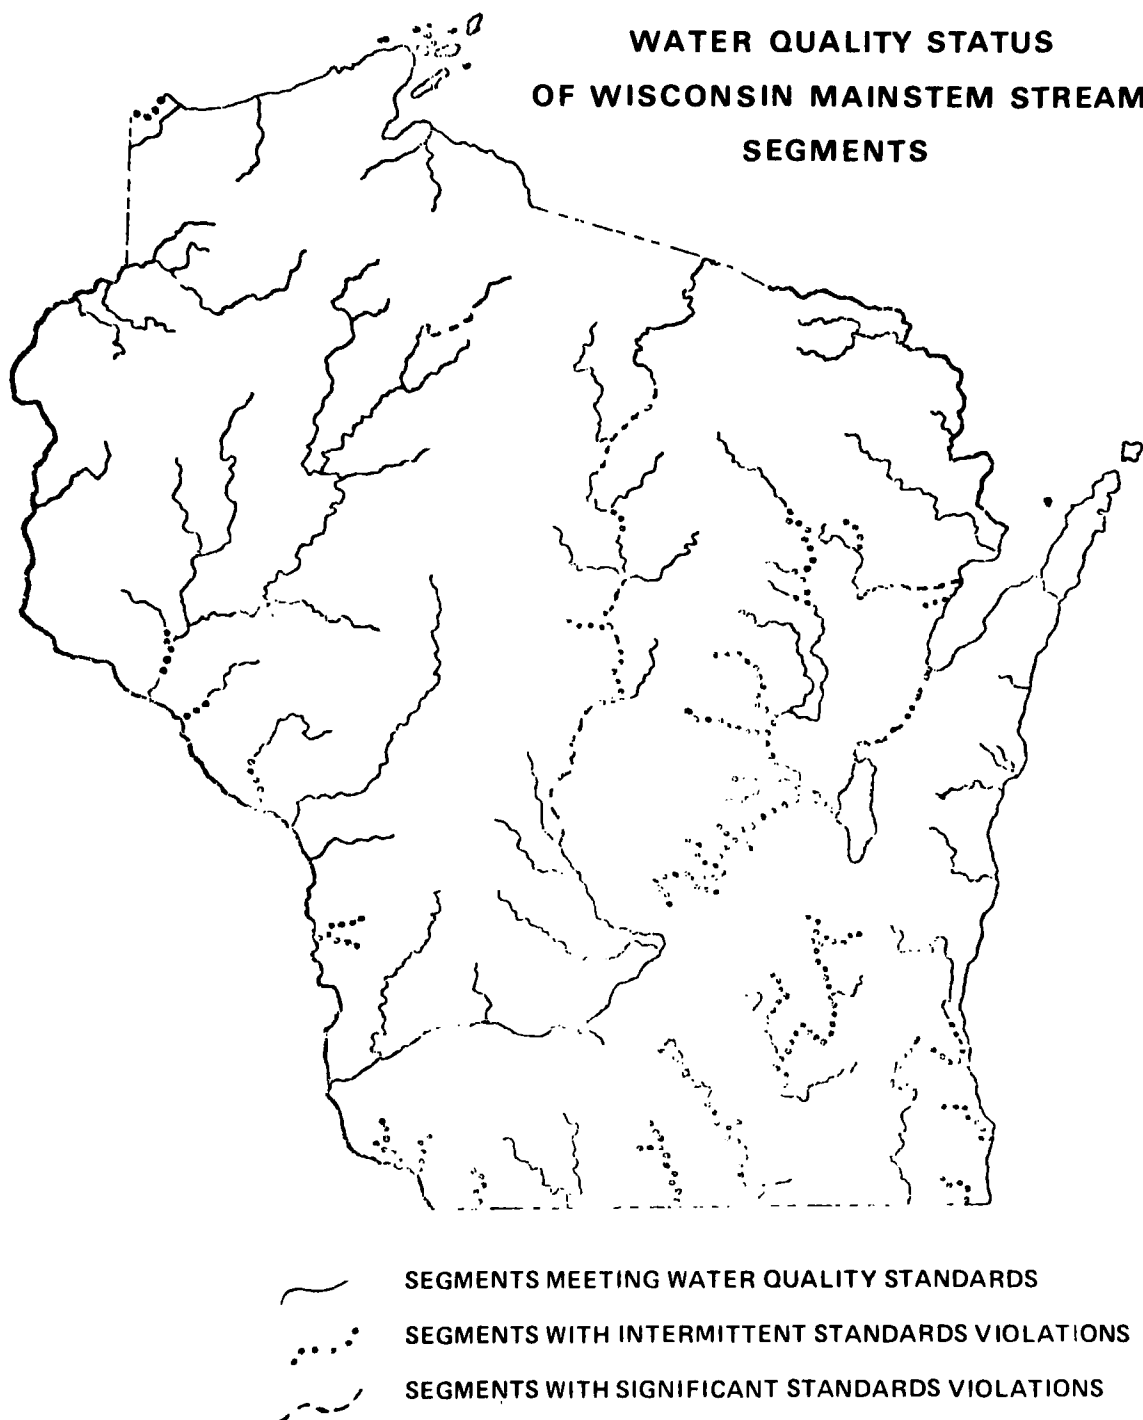 WATER QUALITY STATUS
OF WISCONSIN MAINSTEM STREAM
SEGMENTS
SEGMENTS MEETING WATER QUALITY STANDARDS
SEGMENTS WITH INTERMITTENT STANDARDS VIOLATIONS
SEGMENTS WITH SIGNIFICANT STANDARDS VIOLATIONS